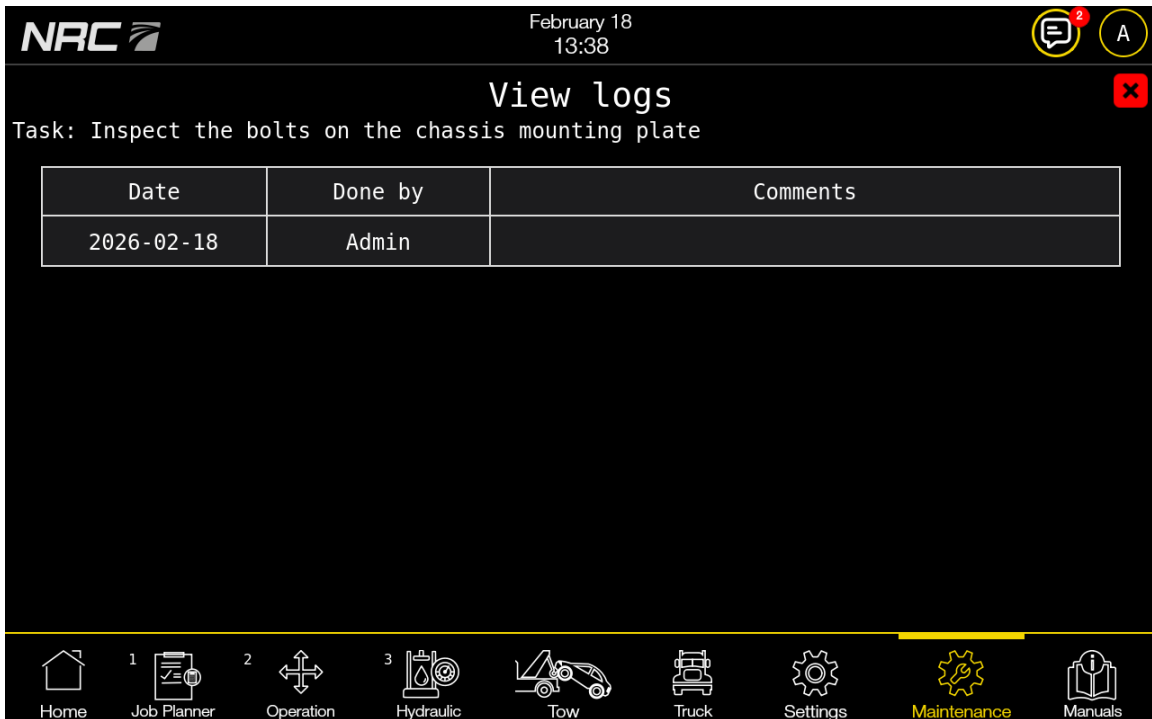 NRC
February 18
13:38
2
A
View logs
Task: Inspect the bolts on the chassis mounting plate
Date Done by Comments
2026-02-18 Admin
1 2 3
Home Job Planner Operation Hydraulic Tow Truck Settings Maintenance Manuals